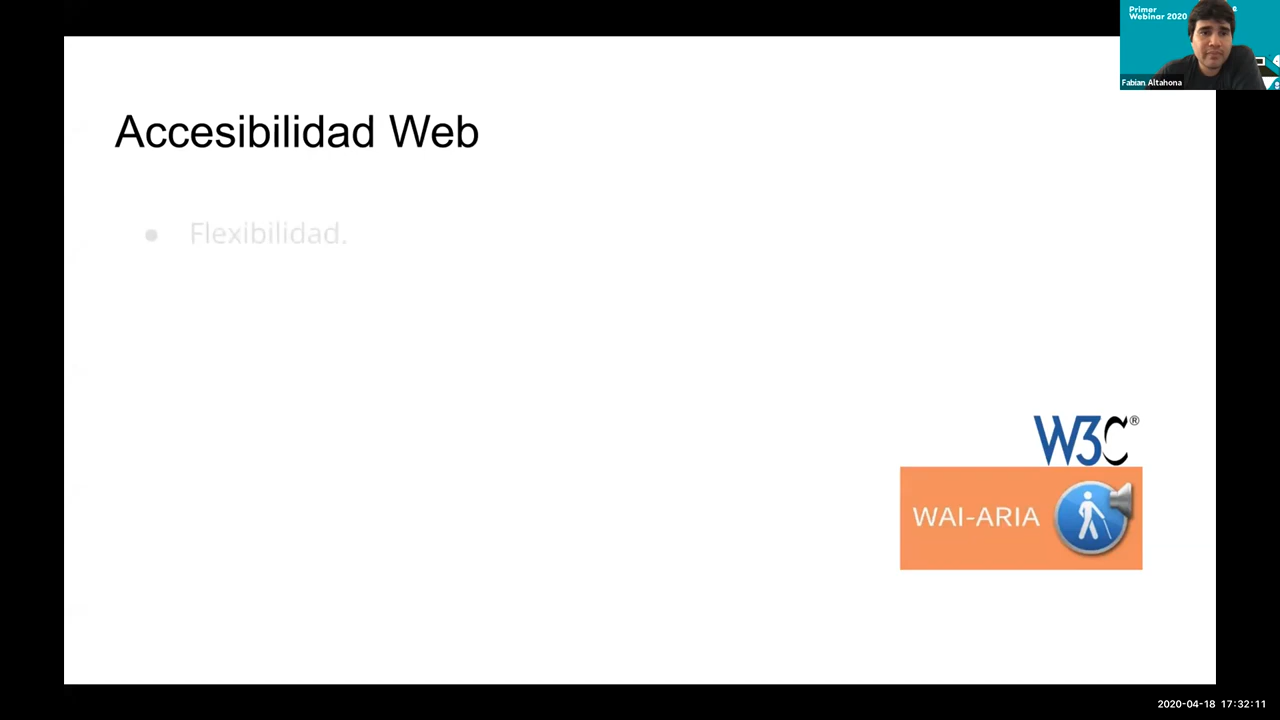 Primer
Webinar 2020
Fabian Altahona
Accesibilidad Web
• Flexibilidad.
W3C®
WAI-ARIA
2020-04-18 17:32:11